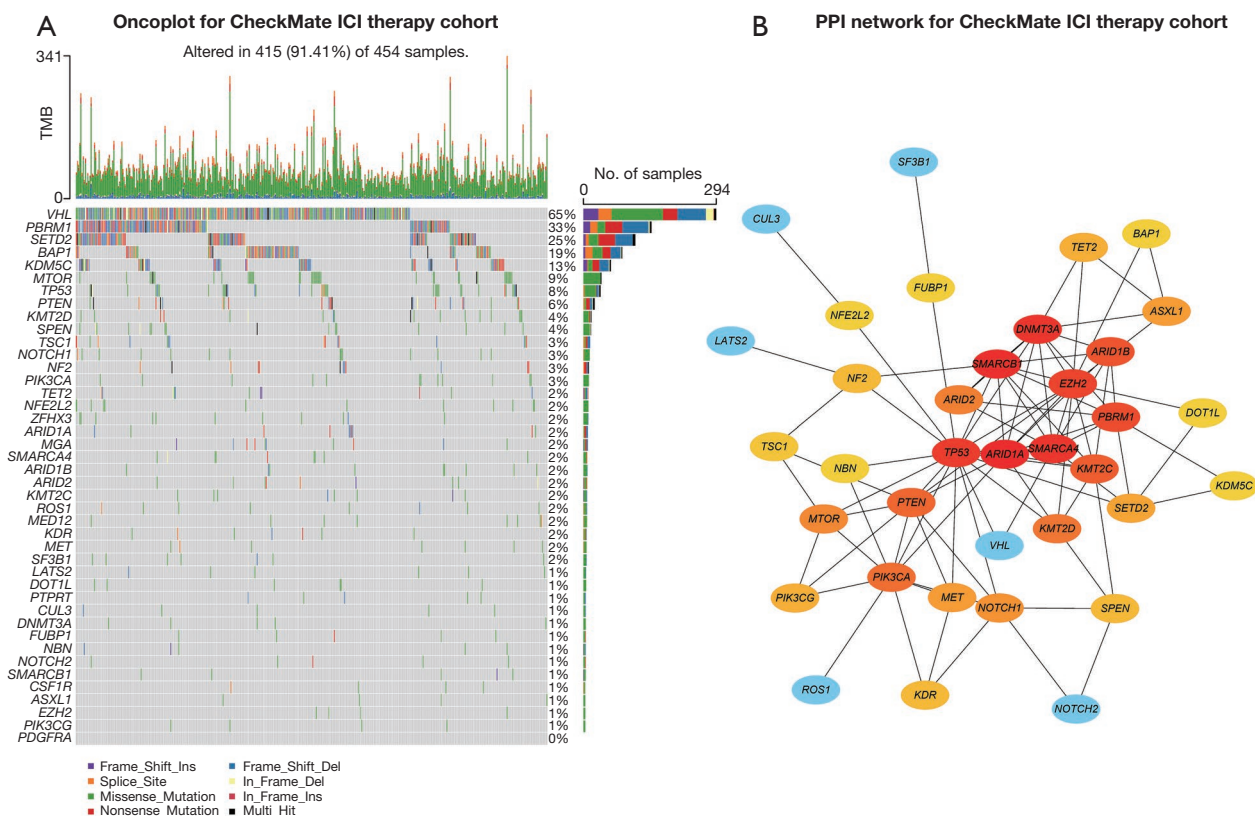 A
Oncoplot for CheckMate ICI therapy cohort
Altered in 415 (91.41%) of 454 samples.
341
TMB
0
No. of samples
0 294
VHL 65%
PBRM1 33%
SETD2 25%
BAP1 19%
KDM5C 13%
MTOR 9%
TP53 8%
PTEN 6%
KMT2D 4%
SPEN 4%
TSC1 3%
NOTCH1 3%
NF2 3%
PIK3CA 3%
TET2 2%
NFE2L2 2%
ZFHX3 2%
ARID1A 2%
MGA 2%
SMARCA4 2%
ARID1B 2%
ARID2 2%
KMT2C 2%
ROS1 2%
MED12 2%
KDR 2%
MET 2%
SF3B1 2%
LATS2 1%
DOT1L 1%
PTPRT 1%
CUL3 1%
DNMT3A 1%
FUBP1 1%
NBN 1%
NOTCH2 1%
SMARCB1 1%
CSF1R 1%
ASXL1 1%
EZH2 1%
PIK3CG 1%
PDGFRA 0%
Frame_Shift_Ins
Splice_Site
Missense_Mutation
Nonsense_Mutation
Frame_Shift_Del
In_Frame_Del
In_Frame_Ins
Multi_Hit
B
PPI network for CheckMate ICI therapy cohort
SF3B1
CUL3
BAP1
TET2
FUBP1
NFE2L2
ASXL1
DNMT3A
LATS2
ARID1B
SMARCB1
NF2
EZH2
ARID2
DOT1L
PBRM1
TSC1
SMARCA4
TP53
ARID1A
NBN
KMT2C
KDM5C
PTEN
SETD2
MTOR
KMT2D
VHL
PIK3CA
PIK3CG
MET
NOTCH1
SPEN
ROS1
KDR
NOTCH2